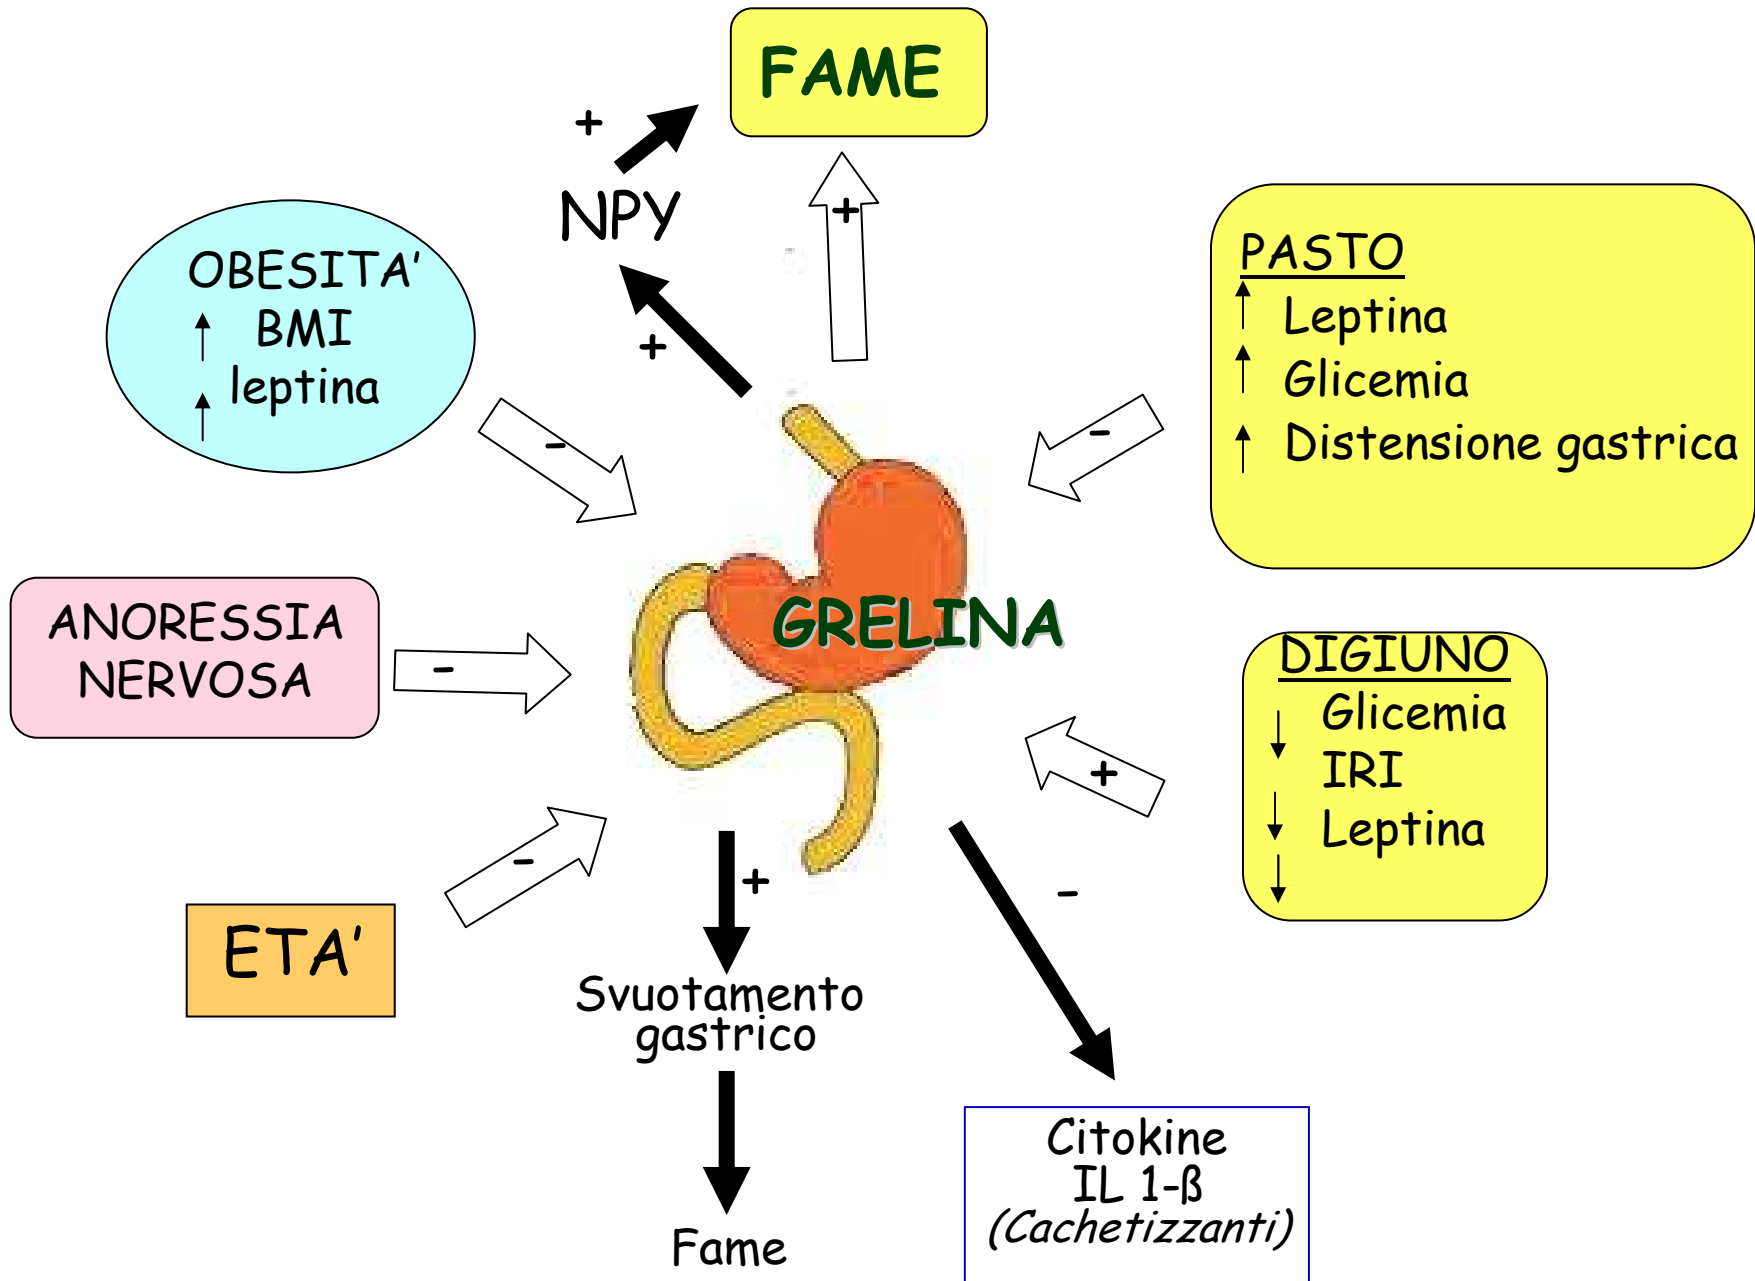 FAME
+
NPY
+
+
OBESITA’
↑ BMI
↑ leptina
-
PASTO
↑ Leptina
↑ Glicemia
↑ Distensione gastrica
-
ANORESSIA
NERVOSA
-
GRELINA
DIGIUNO
↓ Glicemia
↓ IRI
↓ Leptina
+
ETA’
-
+
-
Svuotamento
gastrico
Fame
Citokine
IL 1-ß
(Cachetizzanti)